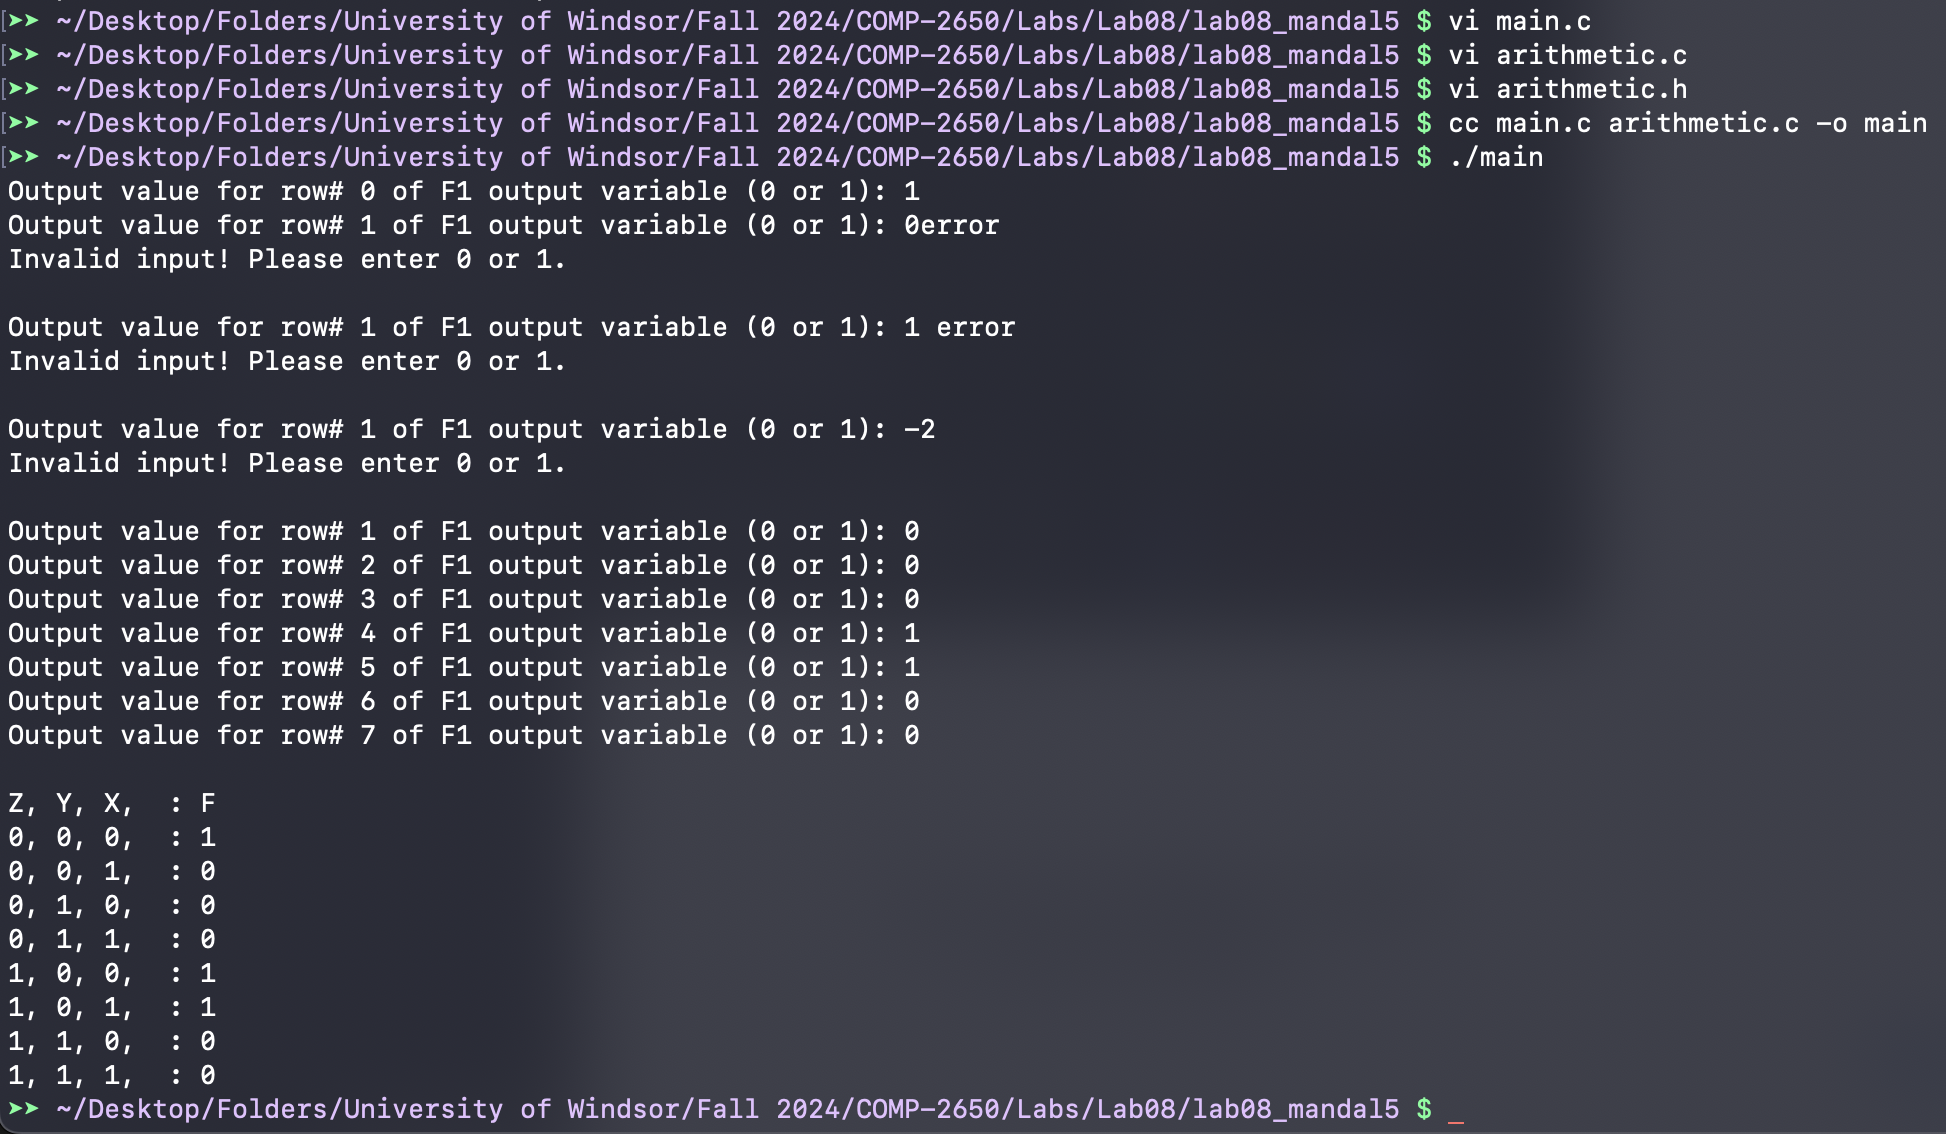 [➤➤ ~/Desktop/Folders/University of Windsor/Fall 2024/COMP-2650/Labs/Lab08/lab08_mandal5 $ vi main.c
[➤➤ ~/Desktop/Folders/University of Windsor/Fall 2024/COMP-2650/Labs/Lab08/lab08_mandal5 $ vi arithmetic.c
[➤➤ ~/Desktop/Folders/University of Windsor/Fall 2024/COMP-2650/Labs/Lab08/lab08_mandal5 $ vi arithmetic.h
[➤➤ ~/Desktop/Folders/University of Windsor/Fall 2024/COMP-2650/Labs/Lab08/lab08_mandal5 $ cc main.c arithmetic.c -o main
[➤➤ ~/Desktop/Folders/University of Windsor/Fall 2024/COMP-2650/Labs/Lab08/lab08_mandal5 $ ./main
Output value for row# 0 of F1 output variable (0 or 1): 1
Output value for row# 1 of F1 output variable (0 or 1): 0error
Invalid input! Please enter 0 or 1.
Output value for row# 1 of F1 output variable (0 or 1): 1 error
Invalid input! Please enter 0 or 1.
Output value for row# 1 of F1 output variable (0 or 1): -2
Invalid input! Please enter 0 or 1.
Output value for row# 1 of F1 output variable (0 or 1): 0
Output value for row# 2 of F1 output variable (0 or 1): 0
Output value for row# 3 of F1 output variable (0 or 1): 0
Output value for row# 4 of F1 output variable (0 or 1): 1
Output value for row# 5 of F1 output variable (0 or 1): 1
Output value for row# 6 of F1 output variable (0 or 1): 0
Output value for row# 7 of F1 output variable (0 or 1): 0
Z, Y, X,  : F
0, 0, 0,  : 1
0, 0, 1,  : 0
0, 1, 0,  : 0
0, 1, 1,  : 0
1, 0, 0,  : 1
1, 0, 1,  : 1
1, 1, 0,  : 0
1, 1, 1,  : 0
➤➤ ~/Desktop/Folders/University of Windsor/Fall 2024/COMP-2650/Labs/Lab08/lab08_mandal5 $ _